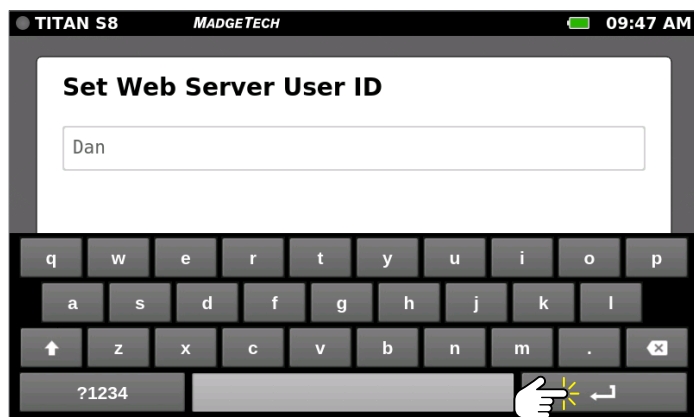 TITAN S8 MADGETECH 09:47 AM
Set Web Server User ID
Dan
q w e r t y u i o p
a s d f g h j k l
z x c v b n m .
?1234